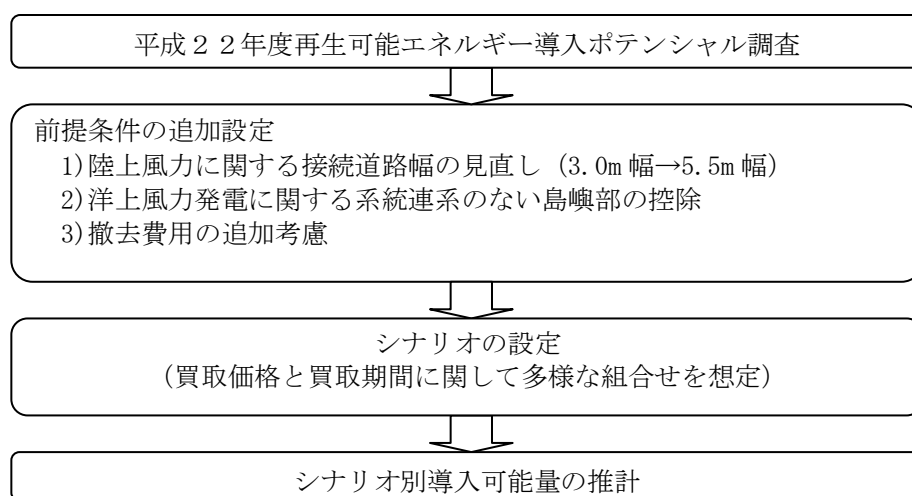 平成２２年度再生可能エネルギー導入ポテンシャル調査
前提条件の追加設定
1)陸上風力に関する接続道路幅の見直し（3.0m幅→5.5m幅）
2)洋上風力発電に関する系統連系のない島嶼部の控除
3)撤去費用の追加考慮
シナリオの設定
（買取価格と買取期間に関して多様な組合せを想定）
シナリオ別導入可能量の推計